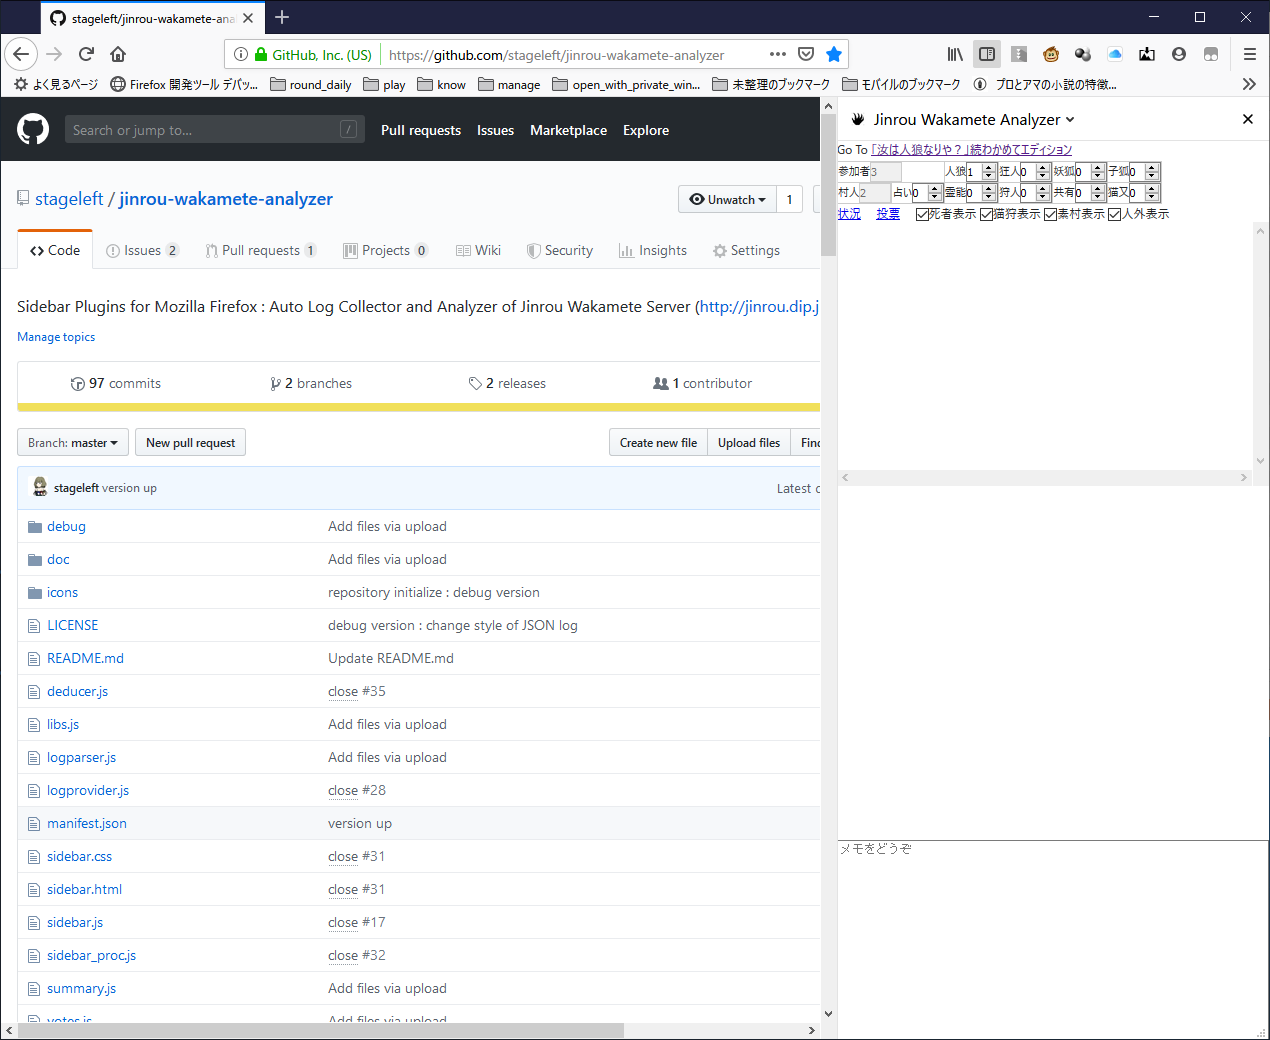 stageleft/jinrou-wakamete-ana
GitHub, Inc. (US)
https://github.com/stageleft/jinrou-wakamete-analyzer
よく見るページ
Firefox 開発ツール デバッ...
round_daily
play
know
manage
open_with_private_win...
未整理のブックマーク
モバイルのブックマーク
プロとアマの小説の特徴...
Search or jump to...
/
Pull requests
Issues
Marketplace
Explore
stageleft / jinrou-wakamete-analyzer
Unwatch
1
Code
Issues 2
Pull requests 1
Projects 0
Wiki
Security
Insights
Settings
Sidebar Plugins for Mozilla Firefox : Auto Log Collector and Analyzer of Jinrou Wakamete Server (http://jinrou.dip.j
Manage topics
97 commits
2 branches
2 releases
1 contributor
Branch: master
New pull request
Create new file
Upload files
Find
stageleft version up
Latest c
debug Add files via upload
doc Add files via upload
icons repository initialize : debug version
LICENSE debug version : change style of JSON log
README.md Update README.md
deducer.js close #35
libs.js Add files via upload
logparser.js Add files via upload
logprovider.js close #28
manifest.json version up
sidebar.css close #31
sidebar.html close #31
sidebar.js close #17
sidebar_proc.js close #32
summary.js Add files via upload
votes.js Add files via upload
Jinrou Wakamete Analyzer
Go To 「汝は人狼なりや？」続わかめてエディション
参加者3 人狼1 狂人0 妖狐0 子狐0
村人2 占い0 霊能0 狩人0 共有0 猫又0
状況 投票 死者表示 猫狩表示 素村表示 人外表示
メモをどうぞ